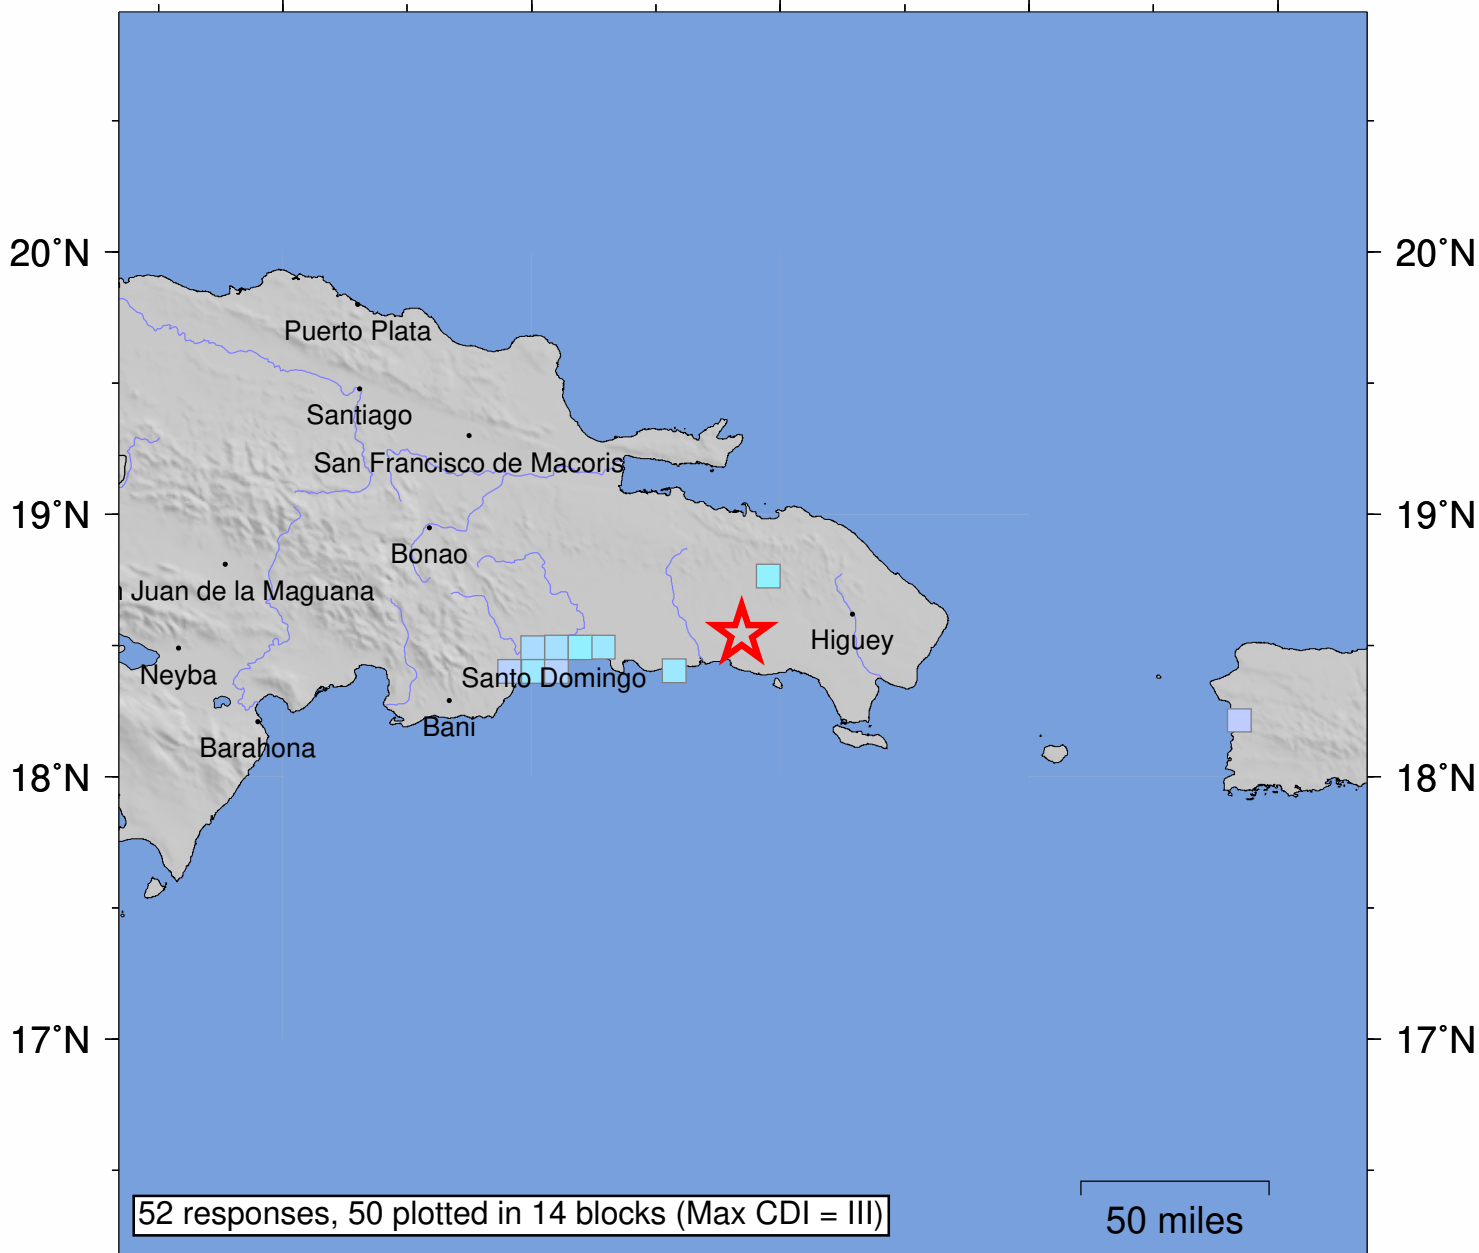 20˚N
20˚N
Puerto Plata
Santiago
San Francisco de Macoris
19˚N
19˚N
Bonao
n Juan de la Maguana
Higuey
Neyba
Santo Domingo
Bani
Barahona
18˚N
18˚N
17˚N
17˚N
52 responses, 50 plotted in 14 blocks (Max CDI = III)
50 miles